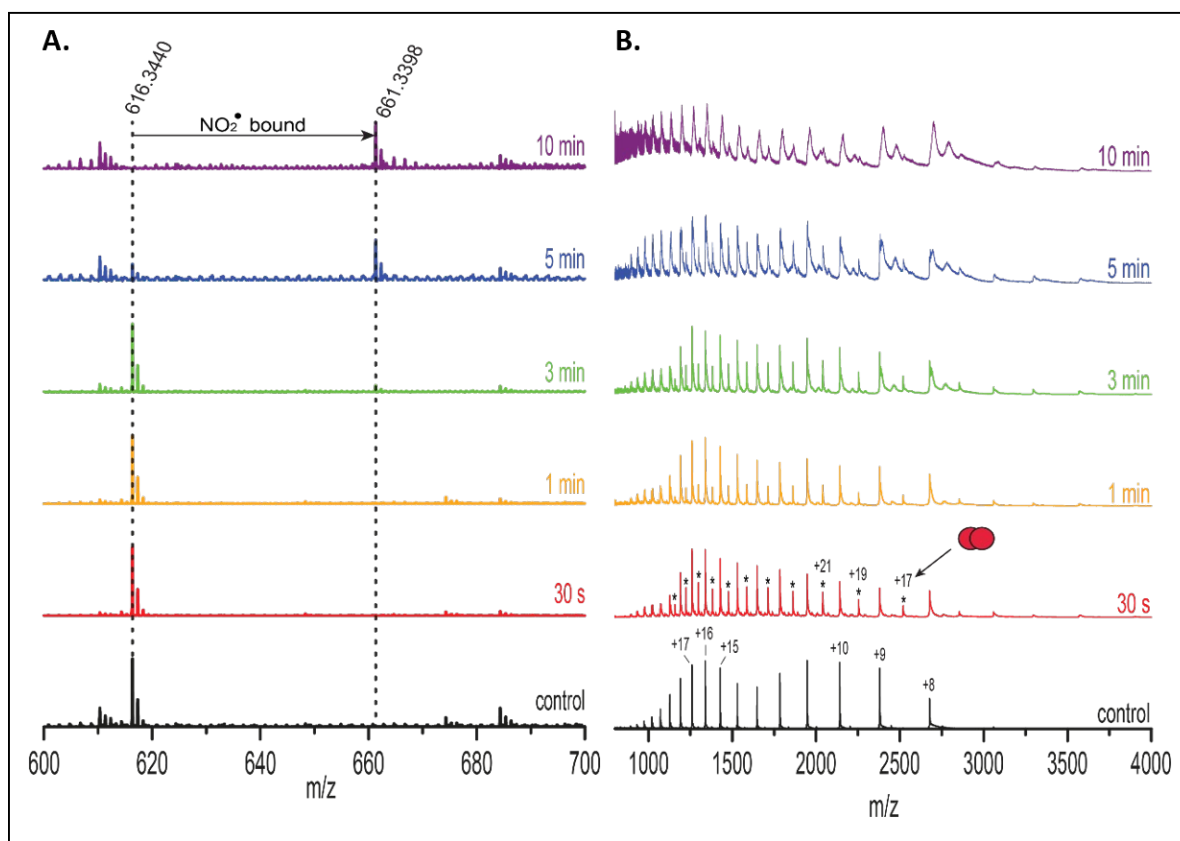 A.
616.3440
661.3398
NO₂• bound
10 min
5 min
3 min
1 min
30 s
control
600 620 640 660 680 700
m/z
B.
10 min
5 min
3 min
1 min
+21
+19
+17
* * * * * * * * * *
30 s
+17
+16
+15
+10
+9
+8
control
1000 1500 2000 2500 3000 3500 4000
m/z